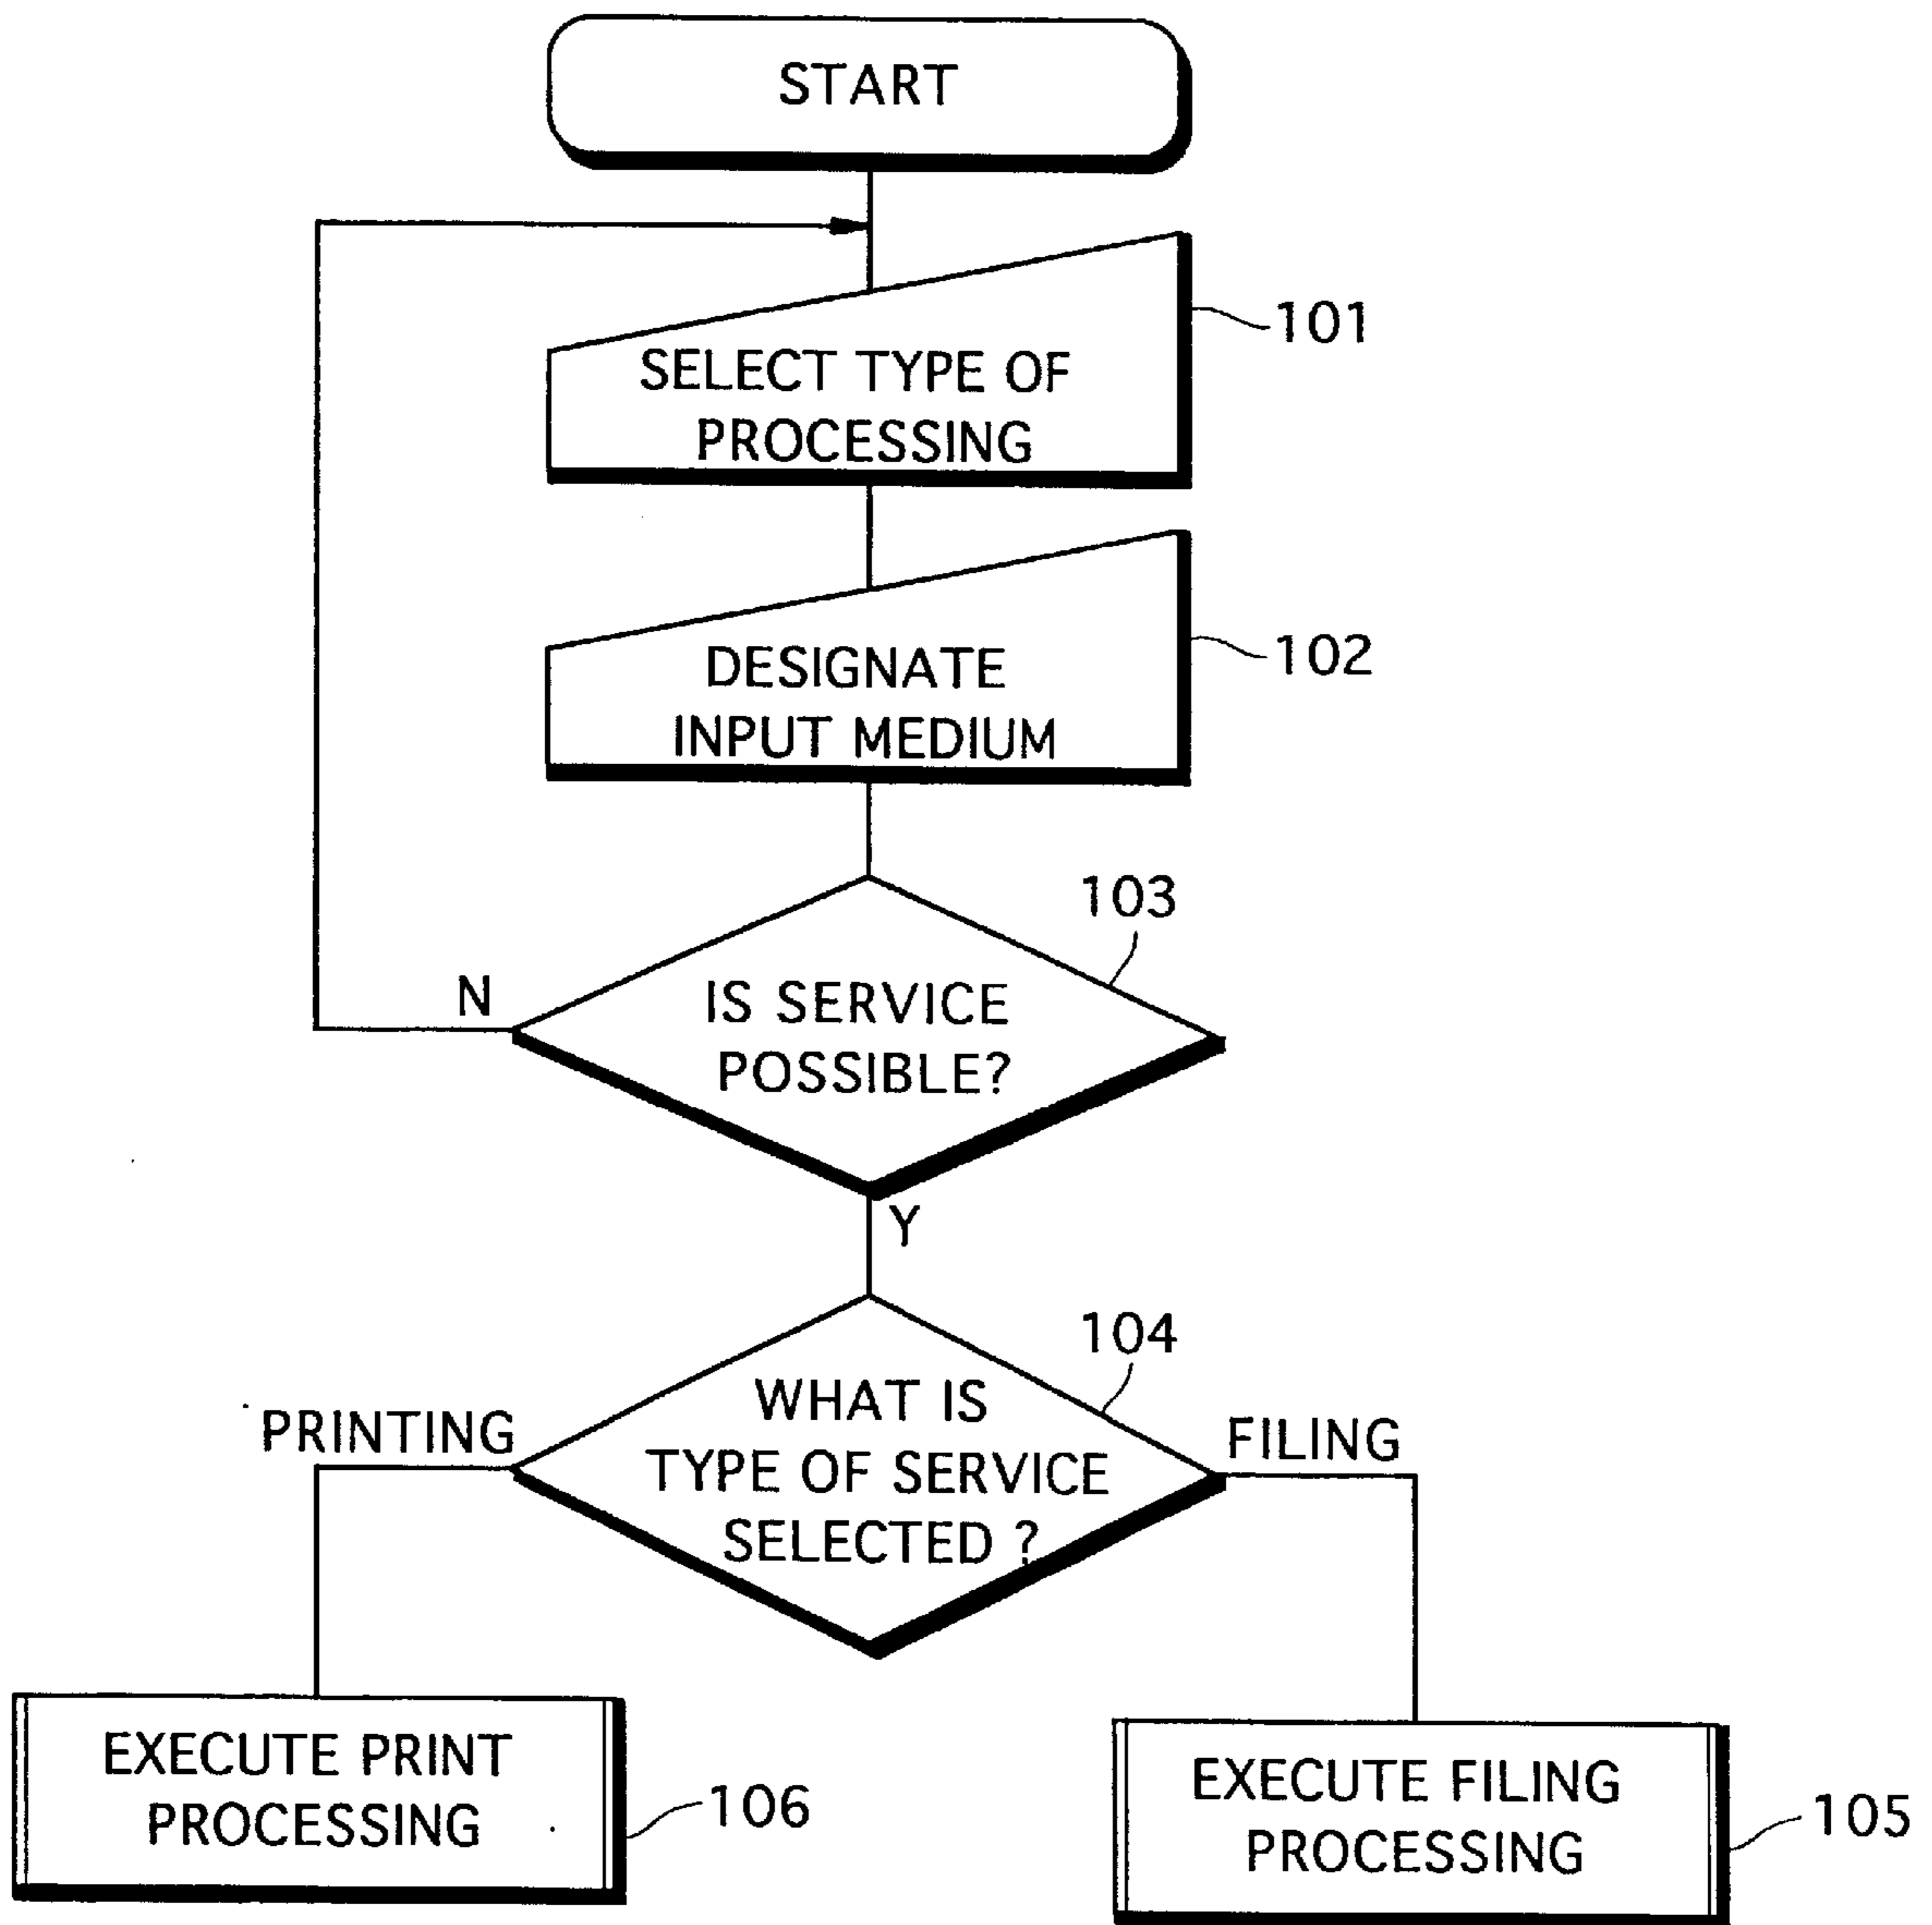 START
101
SELECT TYPE OF
PROCESSING
102
DESIGNATE
INPUT MEDIUM
103
N
IS SERVICE
POSSIBLE?
Y
104
WHAT IS
TYPE OF SERVICE
SELECTED ?
PRINTING
FILING
EXECUTE PRINT
PROCESSING
106
EXECUTE FILING
PROCESSING
105